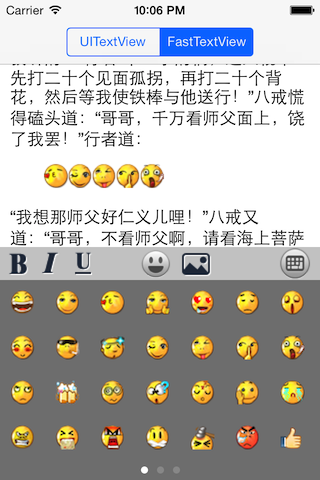 Carrier
10:06 PM
UITextView
FastTextView
先打二十个见面孤拐，再打二十个背
花，然后等我使铁棒与他送行！”八戒慌
得磕头道：“哥哥，千万看师父面上，饶
了我罢！”行者道：
“我想那师父好仁义儿哩！”八戒又
道：“哥哥，不看师父啊，请看海上菩萨
B I U